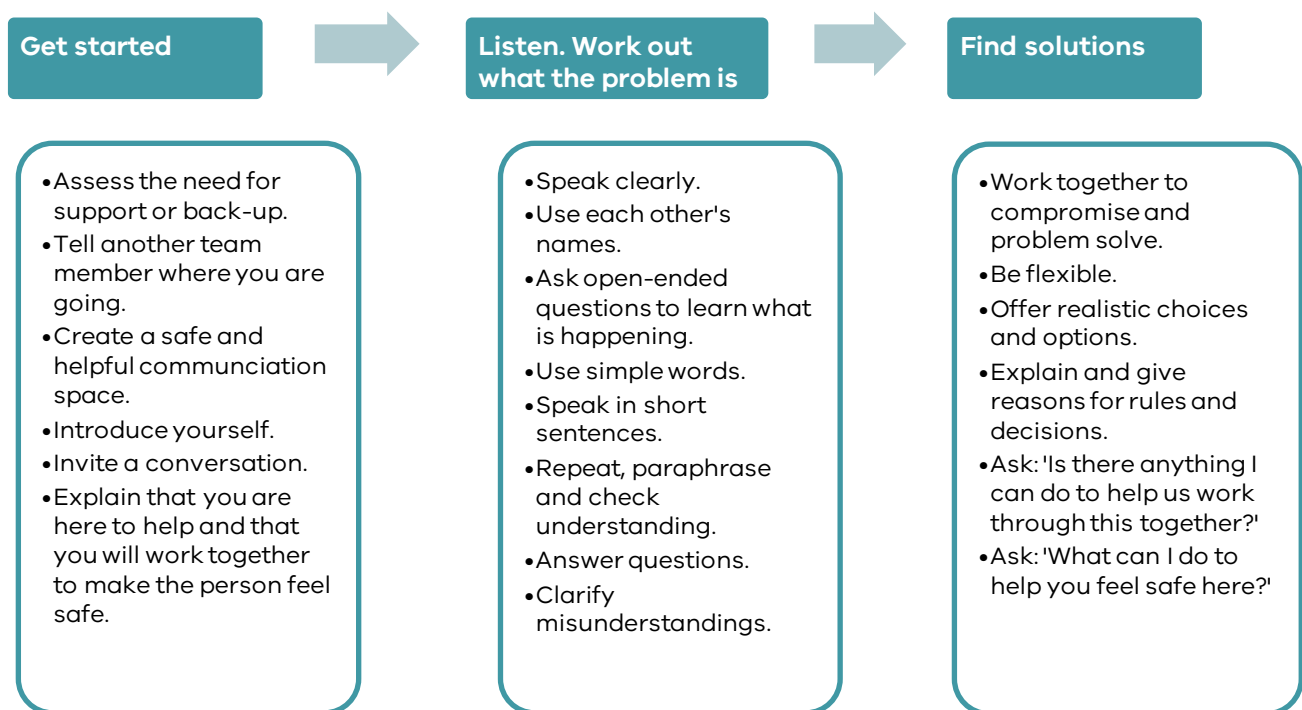 Get started
Listen. Work out
what the problem is
Find solutions
•Assess the need for
support or back-up.
•Tell another team
member where you are
going.
•Create a safe and
helpful communciation
space.
•Introduce yourself.
•Invite a conversation.
•Explain that you are
here to help and that
you will work together
to make the person feel
safe.
•Speak clearly.
•Use each other's
names.
•Ask open-ended
questions to learn what
is happening.
•Use simple words.
•Speak in short
sentences.
•Repeat, paraphrase
and check
understanding.
•Answer questions.
•Clarify
misunderstandings.
•Work together to
compromise and
problem solve.
•Be flexible.
•Offer realistic choices
and options.
•Explain and give
reasons for rules and
decisions.
•Ask: 'Is there anything I
can do to help us work
through this together?'
•Ask: 'What can I do to
help you feel safe here?'